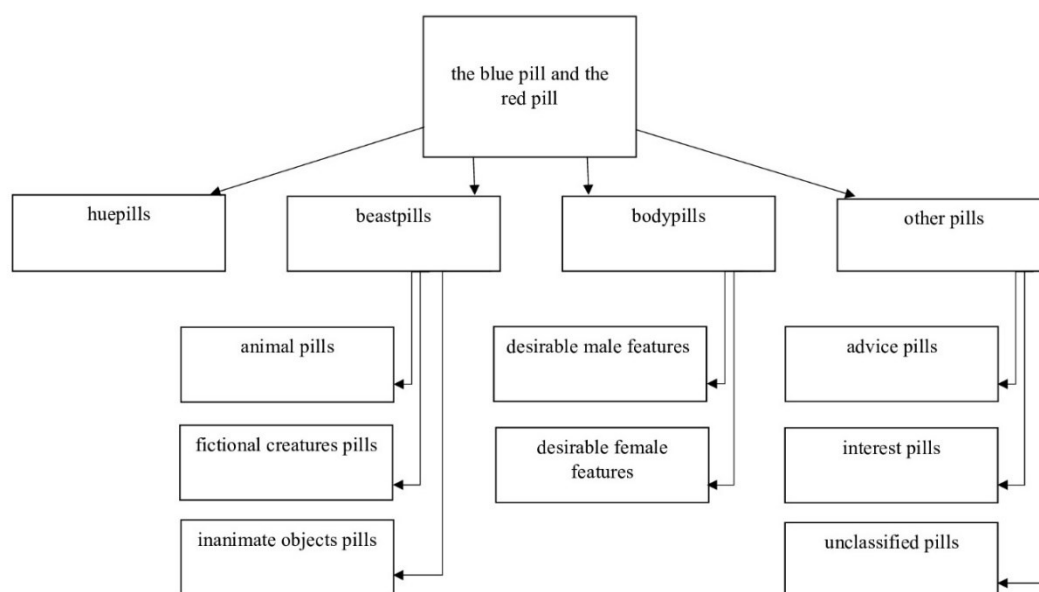 the blue pill and the
red pill
huepills
beastpills
bodypills
other pills
animal pills
desirable male features
advice pills
fictional creatures pills
desirable female
features
interest pills
inanimate objects pills
unclassified pills